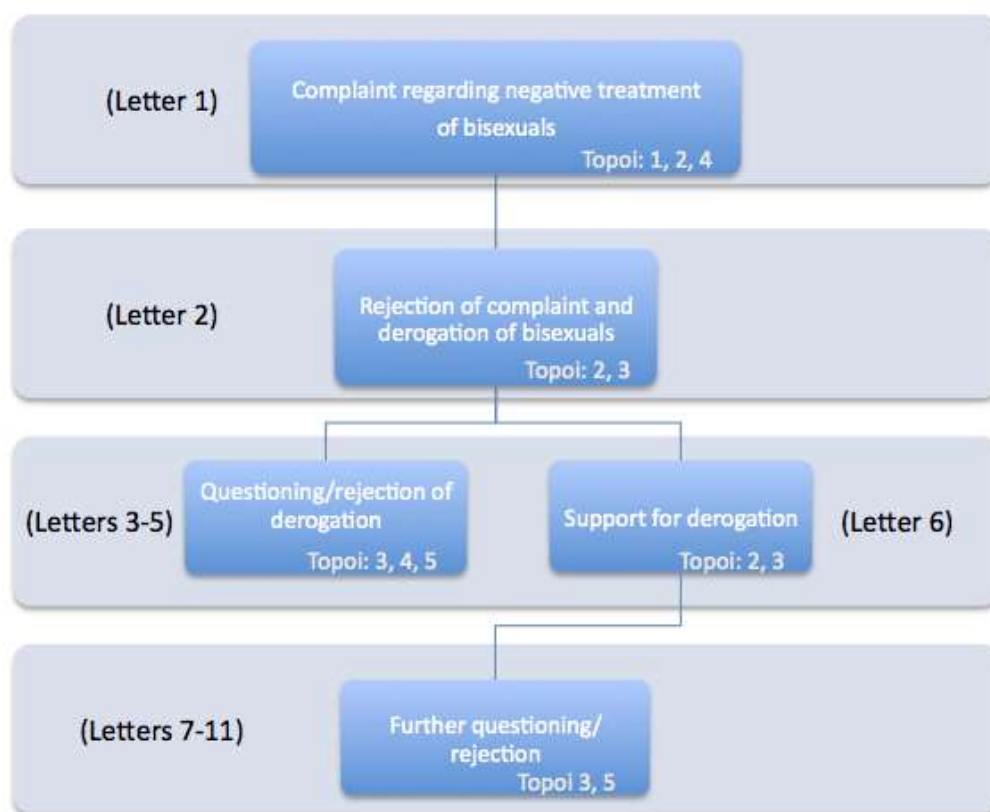 (Letter 1)
Complaint regarding negative treatment
of bisexuals
Topoi: 1, 2, 4
(Letter 2)
Rejection of complaint and
derogation of bisexuals
Topoi: 2, 3
(Letters 3-5)
Questioning/rejection of
derogation
Topoi: 3, 4, 5
Support for derogation
Topoi: 2, 3
(Letter 6)
(Letters 7-11)
Further questioning/
rejection
Topoi 3, 5